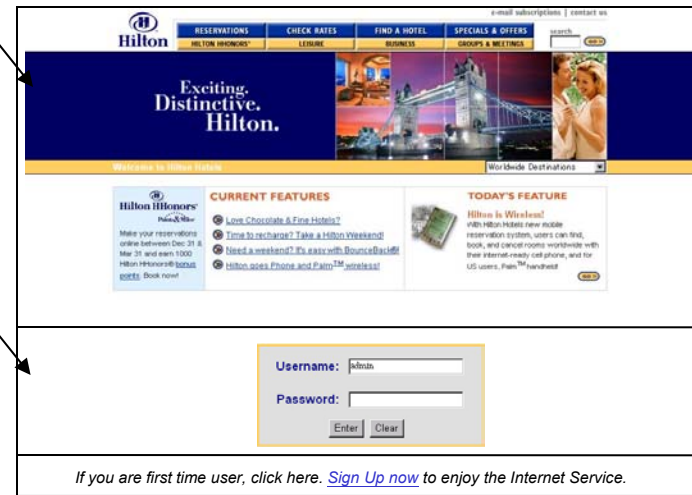 e-mail subscriptions | contact us
Hilton
RESERVATIONS CHECK RATES FIND A HOTEL SPECIALS & OFFERS search
HILTON HHONORS® LEISURE BUSINESS GROUPS & MEETINGS
Exciting.
Distinctive.
Hilton.
Welcome to Hilton Hotels
Worldwide Destinations
Hilton HHonors®
Make your reservations
online between Dec 31 &
Mar 31 and earn 1000
Hilton HHonors® bonus
points. Book now!
CURRENT FEATURES
Love Chocolate & Fine Hotels?
Time to recharge? Take a Hilton Weekend!
Need a weekend? It's easy with BounceBack®!
Hilton goes Phone and Palm™ wireless!
TODAY'S FEATURE
Hilton is Wireless!
With Hilton Hotels new mobile
reservation system, users can find,
book, and cancel rooms worldwide with
their internet-ready cell phone, and for
US users, Palm™ handheld!
Username: admin
Password:
Enter Clear
If you are first time user, click here. Sign Up now to enjoy the Internet Service.